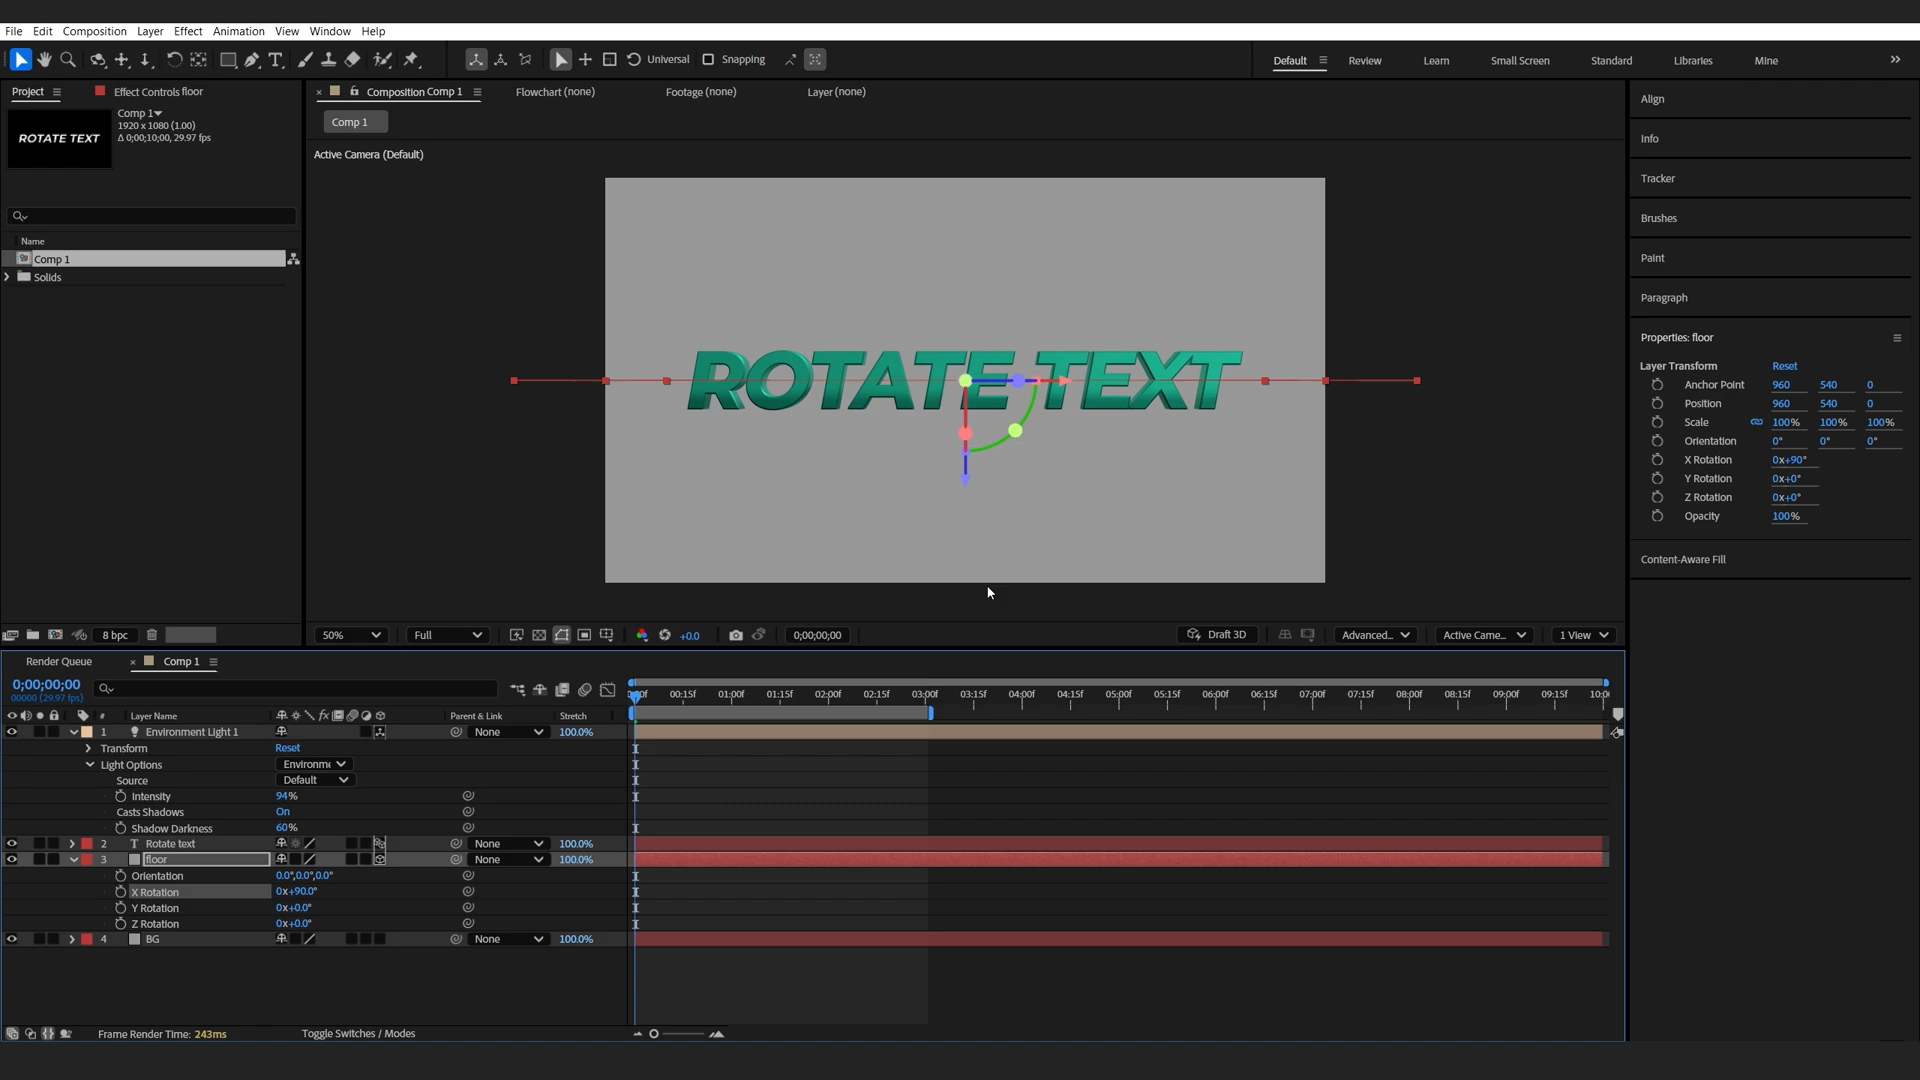 File Edit Composition Layer Effect Animation View Window Help
Universal Snapping Default Review Learn Small Screen Standard Libraries Mine
Project Effect Controls floor Composition Comp 1 Flowchart (none) Footage (none) Layer (none)
Comp 1
1920 x 1080 (1.00)
Δ 0;00;10;00, 29.97 fps
ROTATE TEXT
Comp 1
Active Camera (Default)
Name
Comp 1
Solids
ROTATE TEXT
Align
Info
Tracker
Brushes
Paint
Paragraph
Properties: floor
Layer Transform Reset
Anchor Point 960 540 0
Position 960 540 0
Scale 100% 100% 100%
Orientation 0° 0° 0°
X Rotation 0x+90°
Y Rotation 0x+0°
Z Rotation 0x+0°
Opacity 100%
Content-Aware Fill
8 bpc 50% Full +0.0 0;00;00;00 Draft 3D Advanced... Active Came... 1 View
Render Queue Comp 1
0;00;00;00
00000 (29.97 fps)
00:15f 01:00f 01:15f 02:00f 02:15f 03:00f 03:15f 04:00f 04:15f 05:00f 05:15f 06:00f 06:15f 07:00f 07:15f 08:00f 08:15f 09:00f 09:15f 10:0
# Layer Name fx Parent & Link Stretch
1 Environment Light 1 None 100.0%
Transform Reset
Light Options Environme
Source Default
Intensity 94%
Casts Shadows On
Shadow Darkness 60%
2 T Rotate text None 100.0%
3 floor None 100.0%
Orientation 0.0°,0.0°,0.0°
X Rotation 0x+90.0°
Y Rotation 0x+0.0°
Z Rotation 0x+0.0°
4 BG None 100.0%
Frame Render Time: 243ms Toggle Switches / Modes